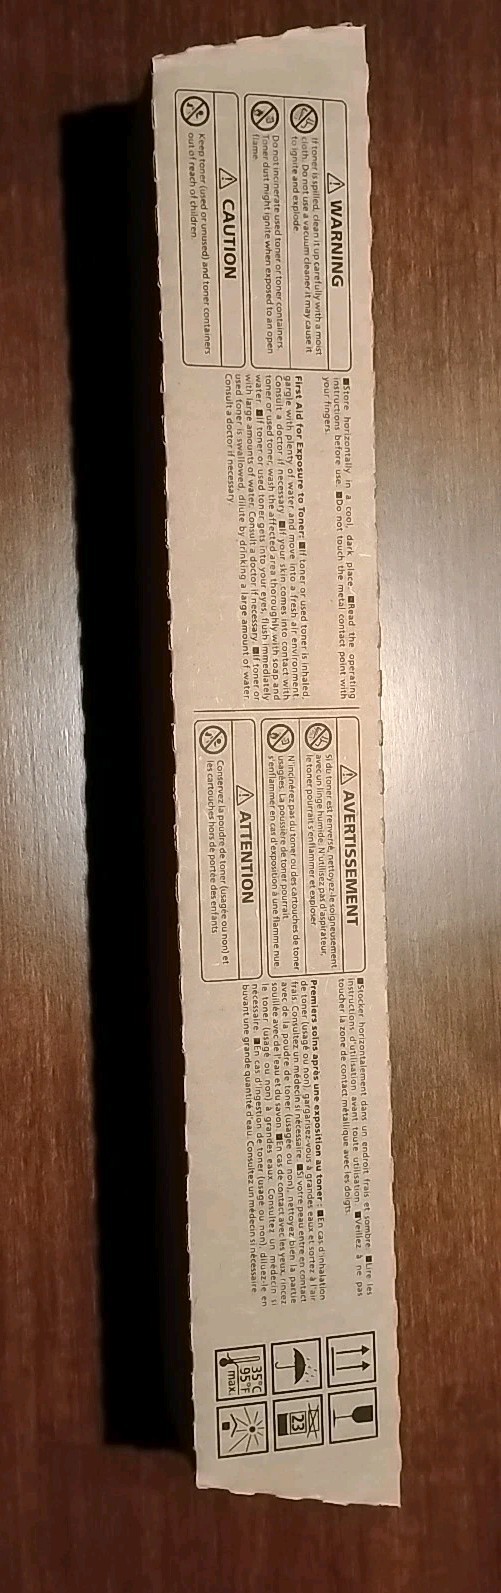 ⚠ WARNING
If toner is spilled, clean it up carefully with a moist
cloth. Do not use a vacuum cleaner it may cause it
to ignite and explode.
Do not incinerate used toner or toner containers.
Toner dust might ignite when exposed to an open
flame.
⚠ CAUTION
Keep toner (used or unused) and toner containers
out of reach of children.
■Store horizontally in a cool, dark place. ■Read the operating
instructions before use. ■Do not touch the metal contact point with
your fingers.
First Aid for Exposure to Toner: ■If toner or used toner is inhaled,
gargle with plenty of water and move into a fresh air environment.
Consult a doctor if necessary. ■If your skin comes into contact with
toner or used toner, wash the affected area thoroughly with soap and
water. ■If toner or used toner gets into your eyes, flush immediately
with large amounts of water. Consult a doctor if necessary. ■If toner or
used toner is swallowed, dilute by drinking a large amount of water.
Consult a doctor if necessary.
⚠ AVERTISSEMENT
Si du toner est renversé, nettoyez-le soigneusement
avec un linge humide. N'utilisez pas d'aspirateur,
le toner pourrait s'enflammer et exploser.
N'incinérez pas du toner ou des cartouches de toner
usagées. La poussière de toner pourrait
s'enflammer en cas d'exposition à une flamme nue.
⚠ ATTENTION
Conservez la poudre de toner (usagée ou non) et
les cartouches hors de portée des enfants.
■Stocker horizontalement dans un endroit frais et sombre. ■Lire les
instructions d'utilisation avant toute utilisation. ■Veillez à ne pas
toucher la zone de contact métallique avec les doigts.
Premiers soins après une exposition au toner : ■En cas d'inhalation
de toner (usagé ou non), gargarisez-vous à grandes eaux et sortez à l'air
frais. Consultez un médecin si nécessaire. ■Si votre peau entre en contact
avec de la poudre de toner (usagée ou non), nettoyez bien la partie
souillée avec de l'eau et du savon. ■En cas de contact avec les yeux, rincez
le toner (usagé ou non) à grandes eaux. Consultez un médecin si
nécessaire. ■En cas d'ingestion de toner (usagé ou non), diluez-le en
buvant une grande quantité d'eau. Consultez un médecin si nécessaire.
23
35°C
95°F
max.